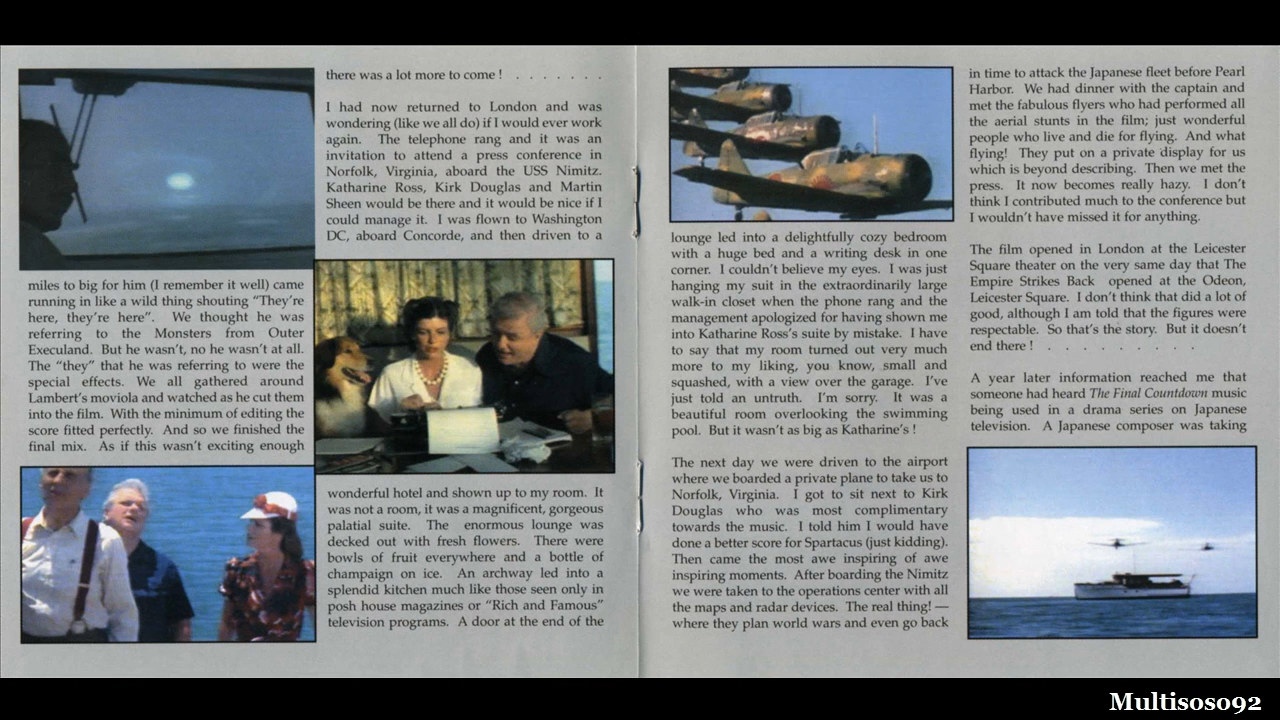 miles to big for him (I remember it well) came
running in like a wild thing shouting “They’re
here, they’re here”. We thought he was
referring to the Monsters from Outer
Execuland. But he wasn’t, no he wasn’t at all.
The “they” that he was referring to were the
special effects. We all gathered around
Lambert’s moviola and watched as he cut them
into the film. With the minimum of editing the
score fitted perfectly. And so we finished the
final mix. As if this wasn’t exciting enough
there was a lot more to come ! . . . . . . .
I had now returned to London and was
wondering (like we all do) if I would ever work
again. The telephone rang and it was an
invitation to attend a press conference in
Norfolk, Virginia, aboard the USS Nimitz.
Katharine Ross, Kirk Douglas and Martin
Sheen would be there and it would be nice if I
could manage it. I was flown to Washington
DC, aboard Concorde, and then driven to a
wonderful hotel and shown up to my room. It
was not a room, it was a magnificent, gorgeous
palatial suite. The enormous lounge was
decked out with fresh flowers. There were
bowls of fruit everywhere and a bottle of
champaign on ice. An archway led into a
splendid kitchen much like those seen only in
posh house magazines or “Rich and Famous”
television programs. A door at the end of the
lounge led into a delightfully cozy bedroom
with a huge bed and a writing desk in one
corner. I couldn’t believe my eyes. I was just
hanging my suit in the extraordinarily large
walk-in closet when the phone rang and the
management apologized for having shown me
into Katharine Ross’s suite by mistake. I have
to say that my room turned out very much
more to my liking, you know, small and
squashed, with a view over the garage. I’ve
just told an untruth. I’m sorry. It was a
beautiful room overlooking the swimming
pool. But it wasn’t as big as Katharine’s !
The next day we were driven to the airport
where we boarded a private plane to take us to
Norfolk, Virginia. I got to sit next to Kirk
Douglas who was most complimentary
towards the music. I told him I would have
done a better score for Spartacus (just kidding).
Then came the most awe inspiring of awe
inspiring moments. After boarding the Nimitz
we were taken to the operations center with all
the maps and radar devices. The real thing! —
where they plan world wars and even go back
in time to attack the Japanese fleet before Pearl
Harbor. We had dinner with the captain and
met the fabulous flyers who had performed all
the aerial stunts in the film; just wonderful
people who live and die for flying. And what
flying! They put on a private display for us
which is beyond describing. Then we met the
press. It now becomes really hazy. I don’t
think I contributed much to the conference but
I wouldn’t have missed it for anything.
The film opened in London at the Leicester
Square theater on the very same day that The
Empire Strikes Back opened at the Odeon,
Leicester Square. I don’t think that did a lot of
good, although I am told that the figures were
respectable. So that’s the story. But it doesn’t
end there ! . . . . . . . . .
A year later information reached me that
someone had heard The Final Countdown music
being used in a drama series on Japanese
television. A Japanese composer was taking
Multisoso92